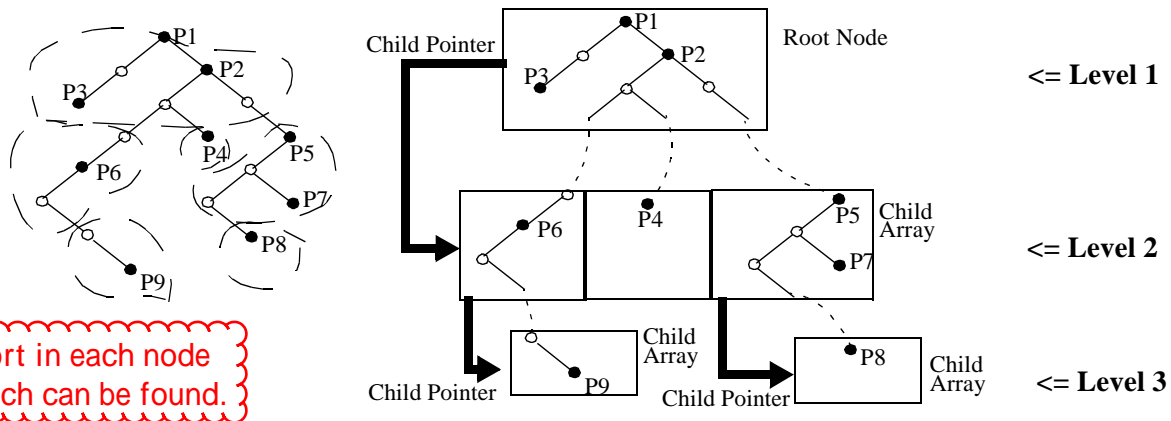 P1
P2
P3
P4
P5
P6
P7
P8
P9
ort in each node
ch can be found.
Child Pointer
P1
Root Node
P2
P3
<= Level 1
P6
P4
P5
Child
Array
P7
<= Level 2
Child
Array
P9
Child Pointer
P8
Child
Array
Child Pointer
<= Level 3